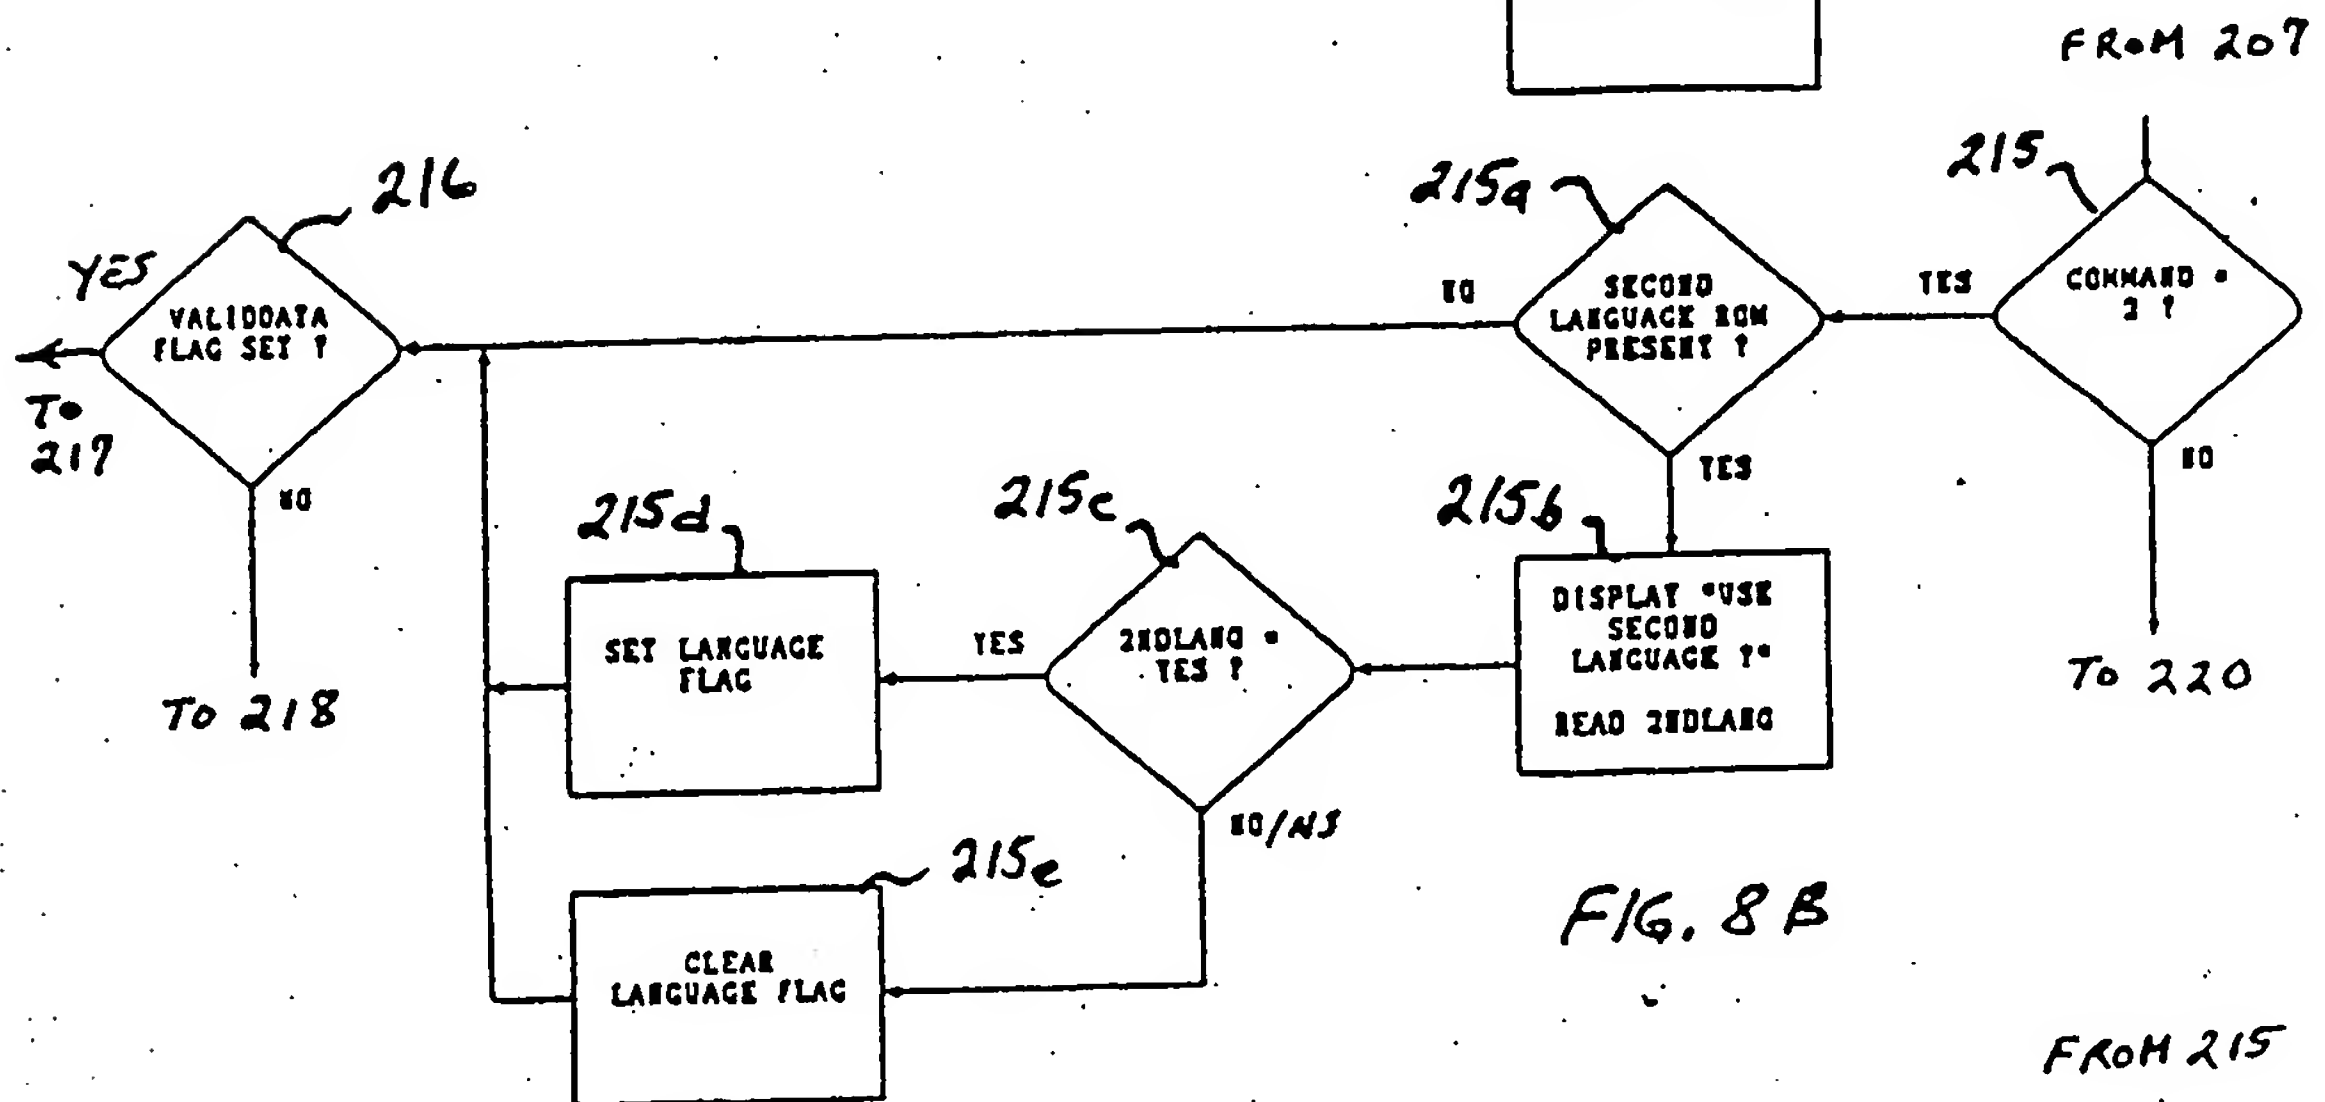 FROM 207
215
COMMAND =
2 ?
YES
NO
TO 220
215a
SECOND
LANGUAGE ROM
PRESENT ?
NO
YES
215b
DISPLAY "USE
SECOND
LANGUAGE ?"
READ 2NDLANG
215c
2NDLANG =
YES ?
YES
NO/NS
215d
SET LANGUAGE
FLAG
215e
CLEAR
LANGUAGE FLAG
216
VALIDDATA
FLAG SET ?
YES
TO
217
NO
TO 218
FIG. 8B
FROM 215